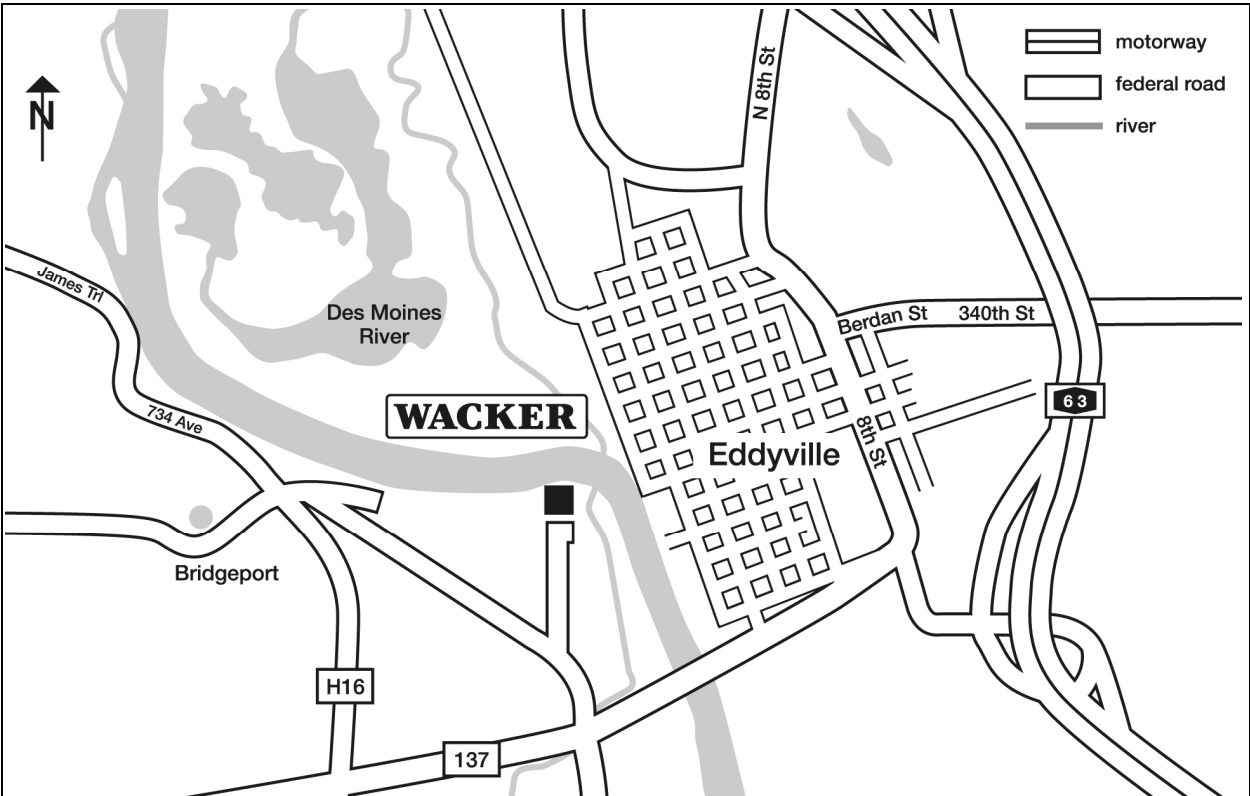 N 8th St
motorway
federal road
river
N
James Trl
Des Moines
River
Berdan St
340th St
734 Ave
WACKER
63
8th St
Eddyville
Bridgeport
H16
137